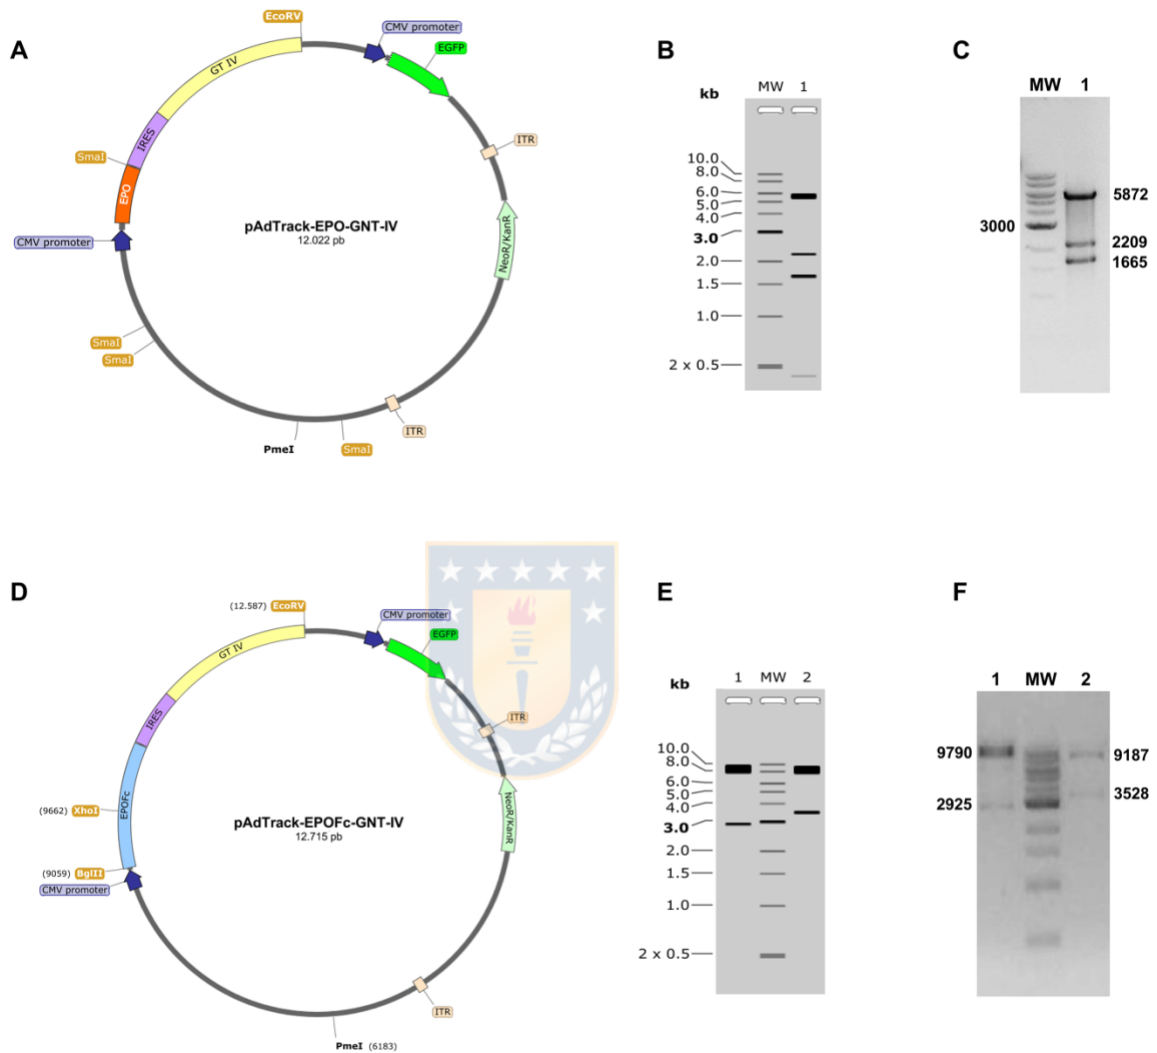 A
EcoRV
CMV promoter
EGFP
GT IV
IRES
SmaI
EPO
CMV promoter
ITR
NeoR/KanR
pAdTrack-EPO-GNT-IV
12.022 pb
SmaI
SmaI
PmeI
SmaI
ITR
B
kb
MW 1
10.0
8.0
6.0
5.0
4.0
3.0
2.0
1.5
1.0
2 x 0.5
C
MW 1
3000
5872
2209
1665
D
(12.587) EcoRV
CMV promoter
EGFP
GT IV
IRES
EPOFc
(9662) XhoI
(9059) BglII
CMV promoter
ITR
NeoR/KanR
pAdTrack-EPOFc-GNT-IV
12.715 pb
ITR
PmeI (6183)
E
kb
1 MW 2
10.0
8.0
6.0
5.0
4.0
3.0
2.0
1.5
1.0
2 x 0.5
F
1 MW 2
9790
2925
9187
3528